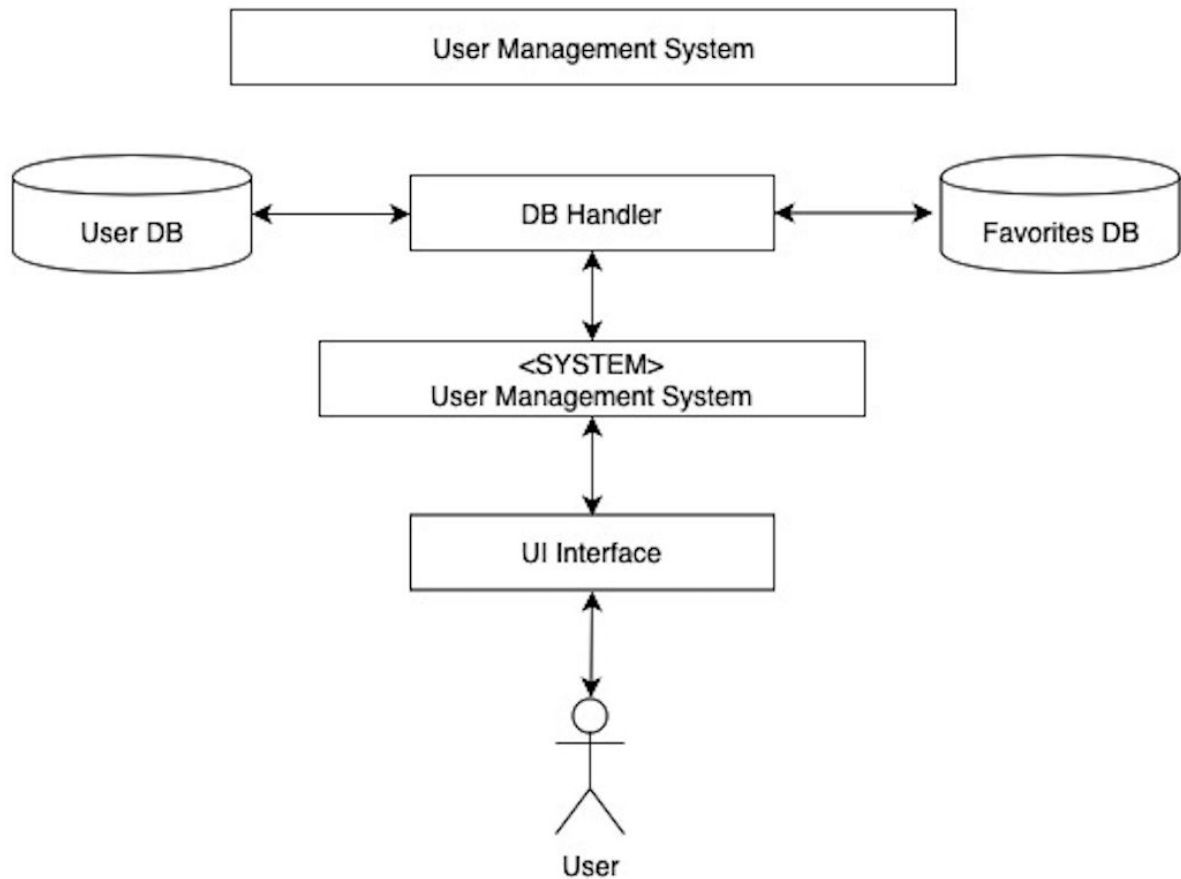 User Management System
User DB
DB Handler
Favorites DB
<SYSTEM>
User Management System
UI Interface
User